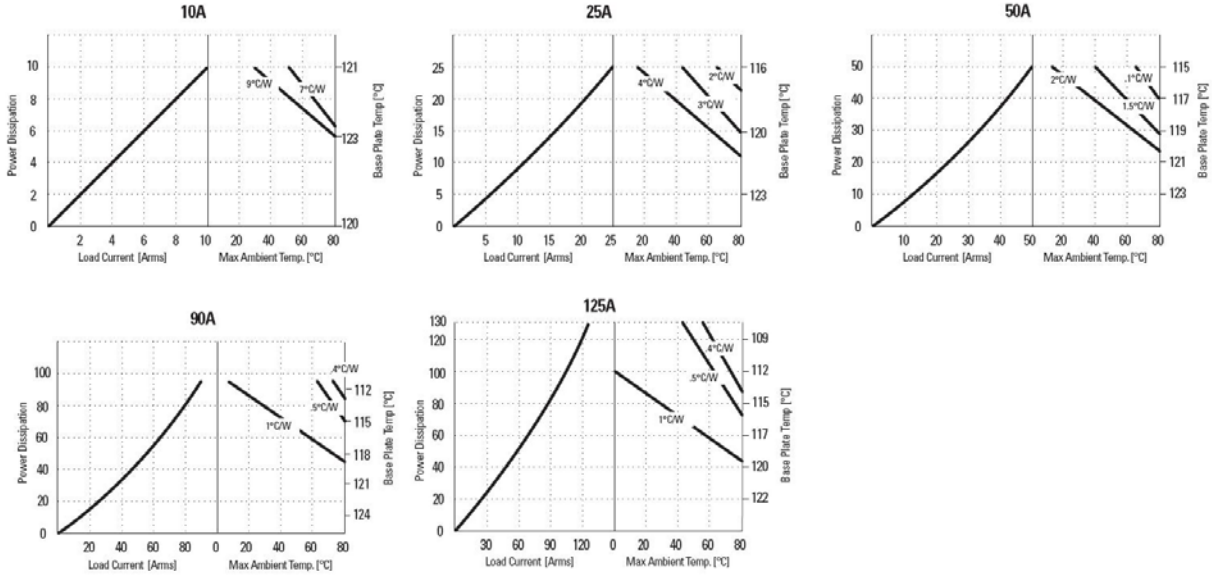 10A
25A
50A
10
8
6
4
2
0
Power Dissipation
2 4 6 8 10 20 40 60 80
Load Current [Arms] Max Ambient Temp. [°C]
9°C/W
7°C/W
121
123
120
Base Plate Temp [°C]
25
20
15
10
5
0
Power Dissipation
5 10 15 20 25 20 40 60 80
Load Current [Arms] Max Ambient Temp. [°C]
4°C/W
3°C/W
2°C/W
116
120
123
Base Plate Temp [°C]
50
40
30
20
10
0
Power Dissipation
10 20 30 40 50 20 40 60 80
Load Current [Arms] Max Ambient Temp. [°C]
2°C/W
1.5°C/W
.1°C/W
115
117
119
121
123
Base Plate Temp [°C]
90A
125A
100
80
60
40
20
0
Power Dissipation
20 40 60 80 0 20 40 60 80
Load Current [Arms] Max Ambient Temp. [°C]
1°C/W
.5°C/W
.4°C/W
112
115
118
121
124
Base Plate Temp [°C]
130
120
100
80
60
40
20
0
Power Dissipation
30 60 90 120 0 20 40 60 80
Load Current [Arms] Max Ambient Temp. [°C]
1°C/W
.5°C/W
.4°C/W
109
112
115
117
120
122
Base Plate Temp [°C]